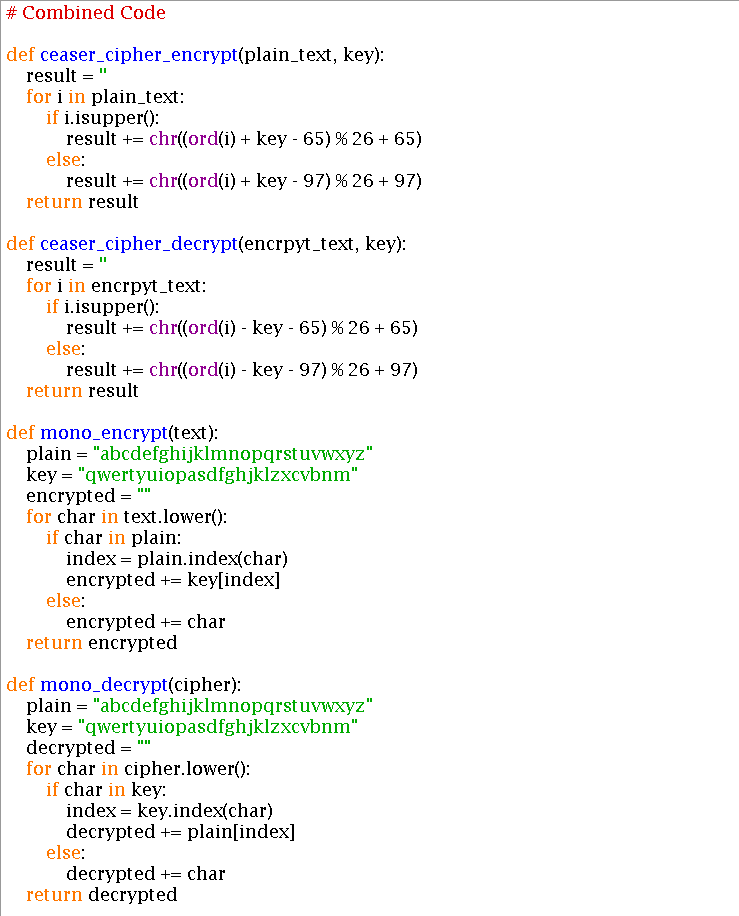 # Combined Code

def ceaser_cipher_encrypt(plain_text, key):
    result = ''
    for i in plain_text:
        if i.isupper():
            result += chr((ord(i) + key - 65) % 26 + 65)
        else:
            result += chr((ord(i) + key - 97) % 26 + 97)
    return result

def ceaser_cipher_decrypt(encrpyt_text, key):
    result = ''
    for i in encrpyt_text:
        if i.isupper():
            result += chr((ord(i) - key - 65) % 26 + 65)
        else:
            result += chr((ord(i) - key - 97) % 26 + 97)
    return result

def mono_encrypt(text):
    plain = "abcdefghijklmnopqrstuvwxyz"
    key = "qwertyuiopasdfghjklzxcvbnm"
    encrypted = ""
    for char in text.lower():
        if char in plain:
            index = plain.index(char)
            encrypted += key[index]
        else:
            encrypted += char
    return encrypted

def mono_decrypt(cipher):
    plain = "abcdefghijklmnopqrstuvwxyz"
    key = "qwertyuiopasdfghjklzxcvbnm"
    decrypted = ""
    for char in cipher.lower():
        if char in key:
            index = key.index(char)
            decrypted += plain[index]
        else:
            decrypted += char
    return decrypted